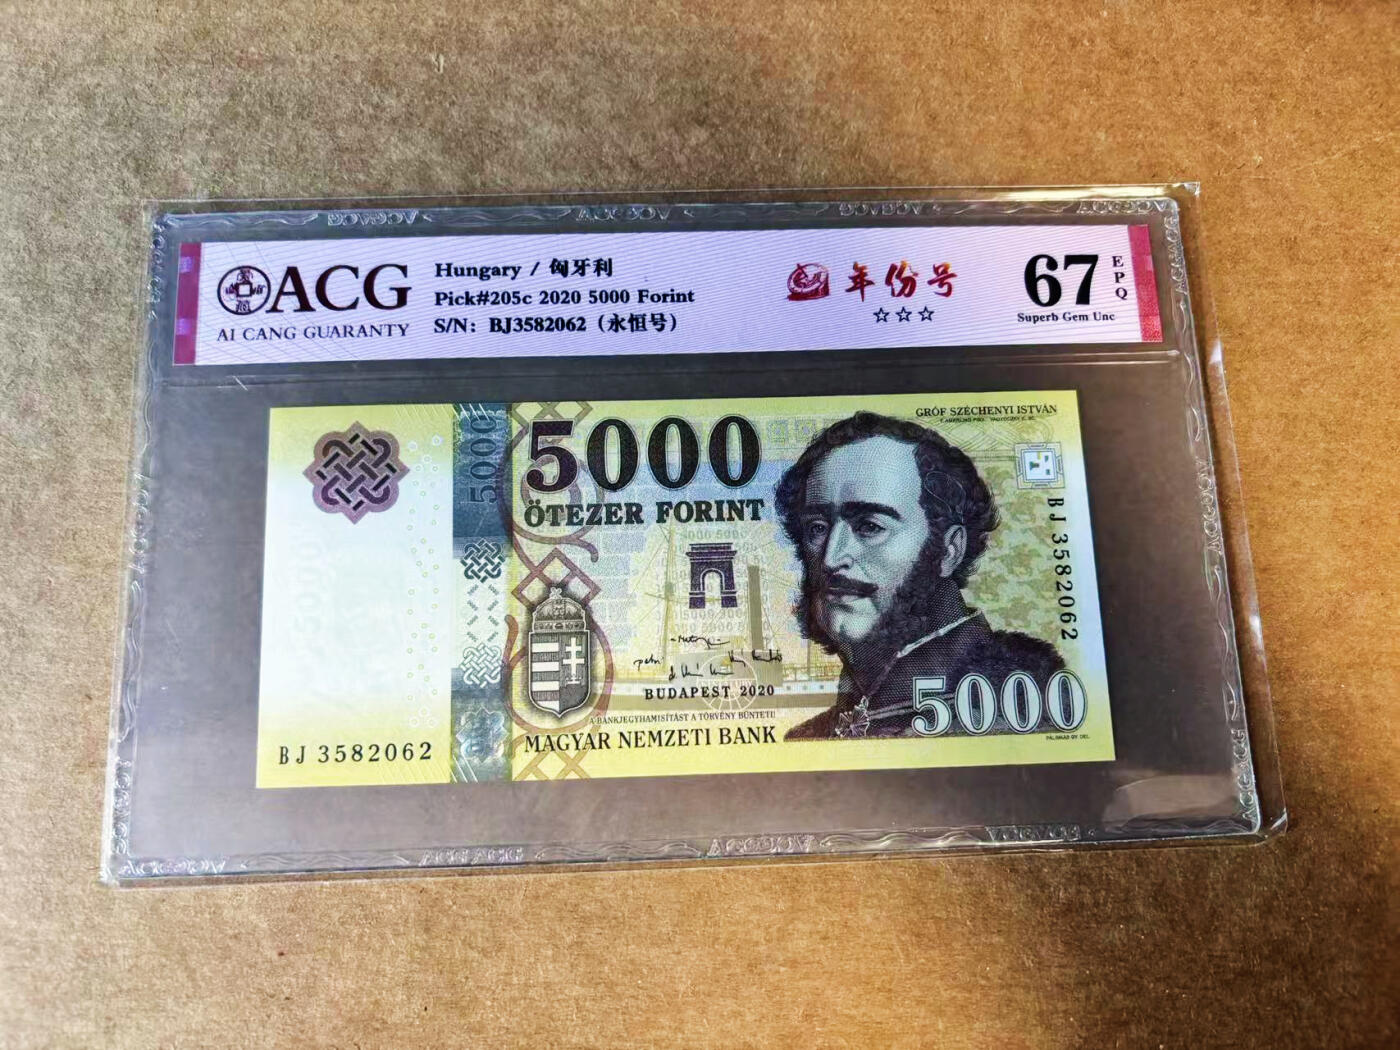 ACG
AI CANG GUARANTY
Hungary / 匈牙利
Pick#205c 2020 5000 Forint
S/N: BJ3582062（永恒号）
年份号
☆☆☆
67
EPQ
Superb Gem Unc
5000
5000
ÖTEZER FORINT
GRÓF SZÉCHENYI ISTVÁN
BJ 3582062
BUDAPEST 2020
A BANKJEGYHAMISÍTÁST A TÖRVÉNY BÜNTETI!
MAGYAR NEMZETI BANK
5000
BJ 3582062